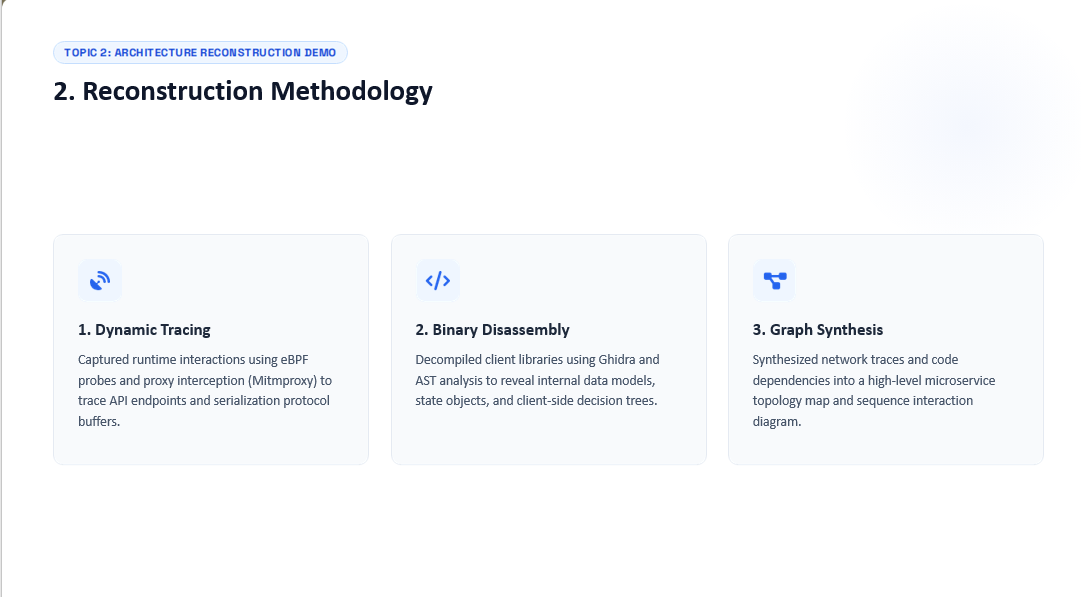 TOPIC 2: ARCHITECTURE RECONSTRUCTION DEMO
2. Reconstruction Methodology
1. Dynamic Tracing
Captured runtime interactions using eBPF
probes and proxy interception (Mitmproxy) to
trace API endpoints and serialization protocol
buffers.
2. Binary Disassembly
Decompiled client libraries using Ghidra and
AST analysis to reveal internal data models,
state objects, and client-side decision trees.
3. Graph Synthesis
Synthesized network traces and code
dependencies into a high-level microservice
topology map and sequence interaction
diagram.